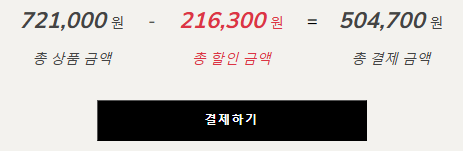 721,000 원 - 216,300 원 = 504,700 원
총 상품 금액 총 할인 금액 총 결제 금액
결제하기